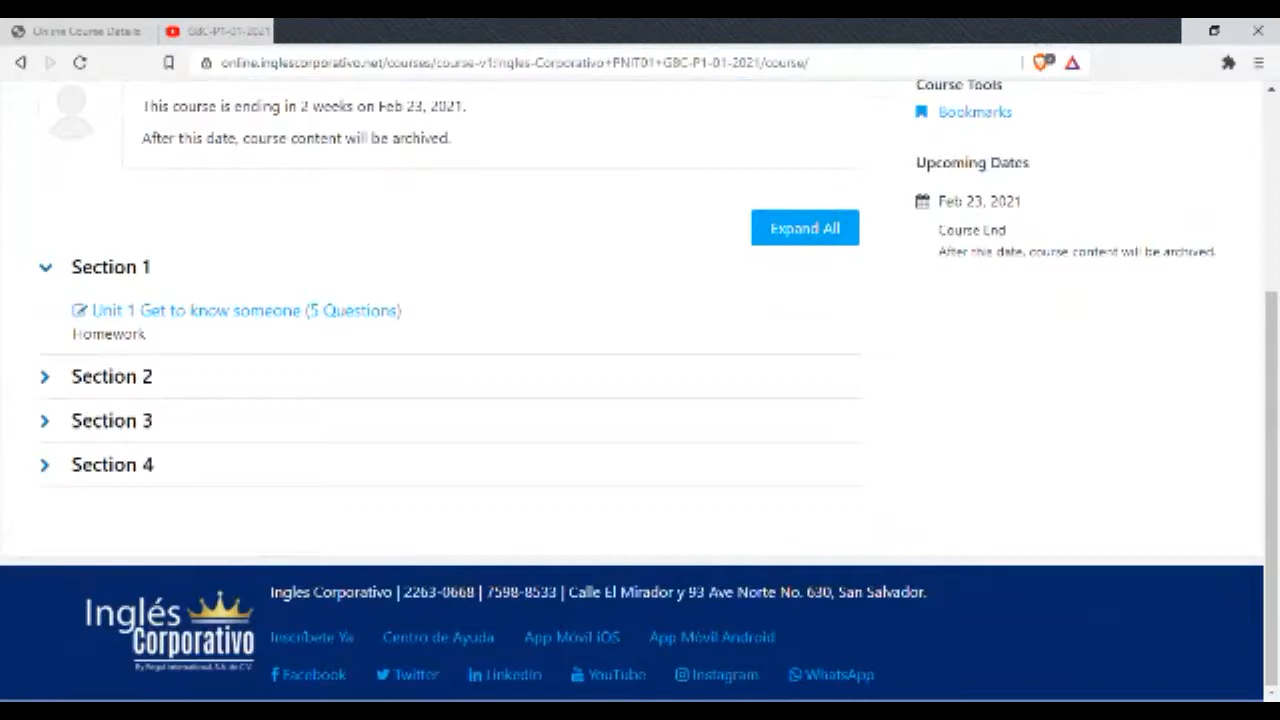 Online Course Details
GBC-P1-01-2021
online.inglescorporativo.net/courses/course-v1:Ingles-Corporativo+PNIT01+GBC-P1-01-2021/course/
This course is ending in 2 weeks on Feb 23, 2021.
After this date, course content will be archived.
Expand All
Section 1
Unit 1 Get to know someone (5 Questions)
Homework
Section 2
Section 3
Section 4
Course Tools
Bookmarks
Upcoming Dates
Feb 23, 2021
Course End
After this date, course content will be archived.
Inglés
Corporativo
By Regal International, S.A. de C.V.
Ingles Corporativo | 2263-0668 | 7598-8533 | Calle El Mirador y 93 Ave Norte No. 630, San Salvador.
Inscríbete Ya Centro de Ayuda App Móvil iOS App Móvil Android
Facebook Twitter LinkedIn YouTube Instagram WhatsApp